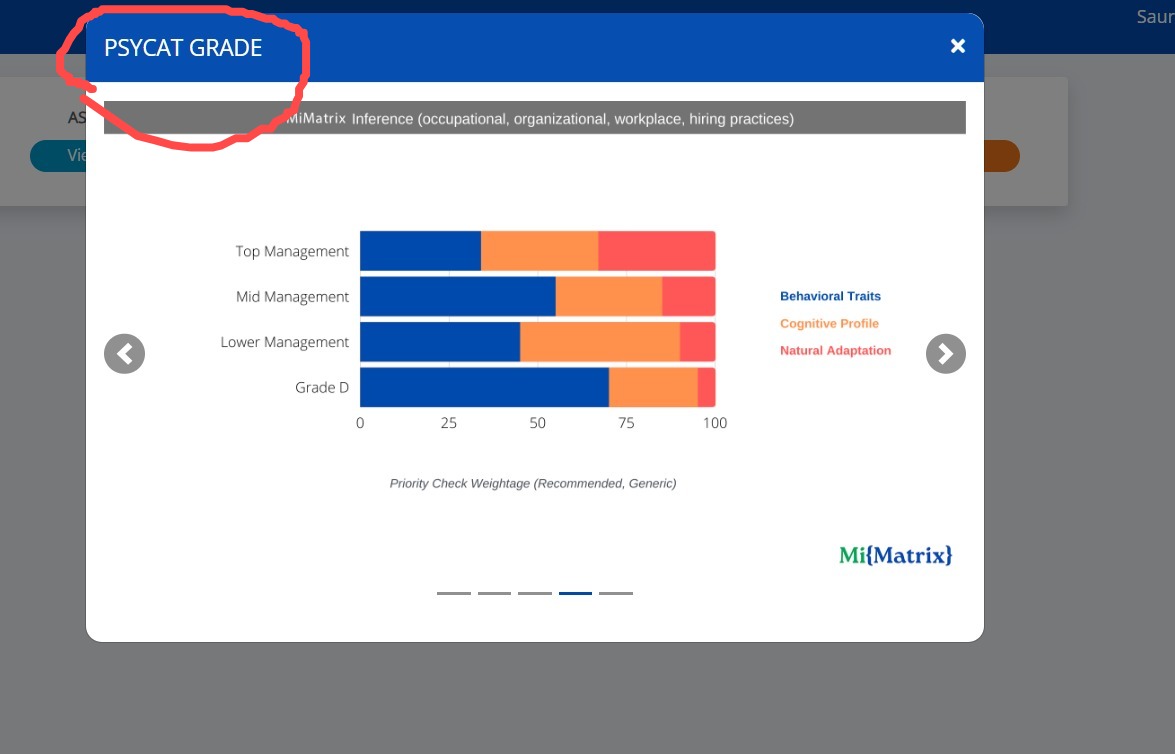 Saur
PSYCAT GRADE
AS
Vie
MiMatrix Inference (occupational, organizational, workplace, hiring practices)
Top Management
Mid Management
Lower Management
Grade D
0 25 50 75 100
Behavioral Traits
Cognitive Profile
Natural Adaptation
Priority Check Weightage (Recommended, Generic)
Mi{Matrix}